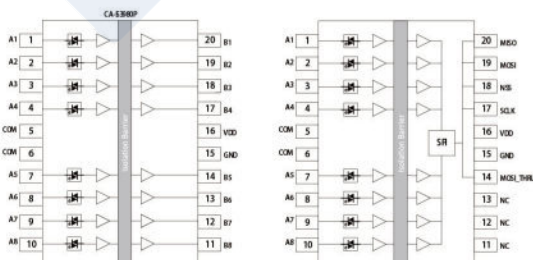 CA-S3980P
A1 1 20 B1
A2 2 19 B2
A3 3 18 B3
A4 4 17 B4
COM 5 16 VDD
COM 6 15 GND
A5 7 14 B5
A6 8 13 B6
A7 9 12 B7
A8 10 11 B8
Isolation Barrier
A1 1 20 MISO
A2 2 19 MOSI
A3 3 18 NSS
A4 4 17 SCLK
COM 5 16 VDD
COM 6 15 GND
A5 7 14 MOSI_THRU
A6 8 13 NC
A7 9 12 NC
A8 10 11 NC
Isolation Barrier
S/R